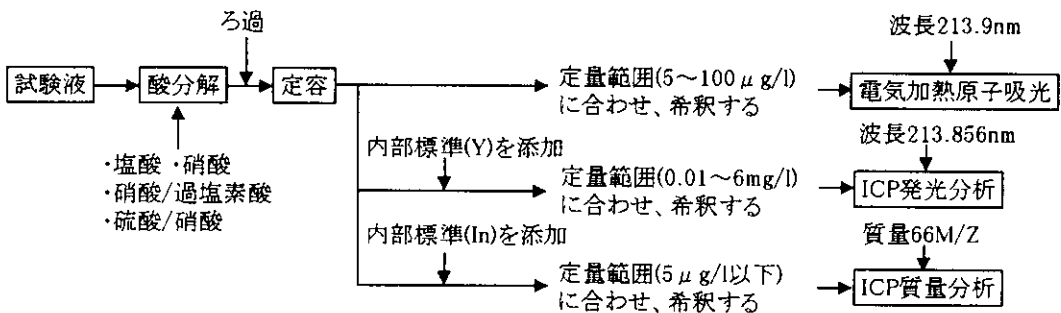 ろ過
波長213.9nm
試験液
酸分解
定容
定量範囲(5～100μg/l)
に合わせ、希釈する
電気加熱原子吸光
・塩酸 ・硝酸
・硝酸/過塩素酸
・硫酸/硝酸
内部標準(Y)を添加
波長213.856nm
定量範囲(0.01～6mg/l)
に合わせ、希釈する
ICP発光分析
内部標準(In)を添加
質量66M/Z
定量範囲(5μg/l以下)
に合わせ、希釈する
ICP質量分析